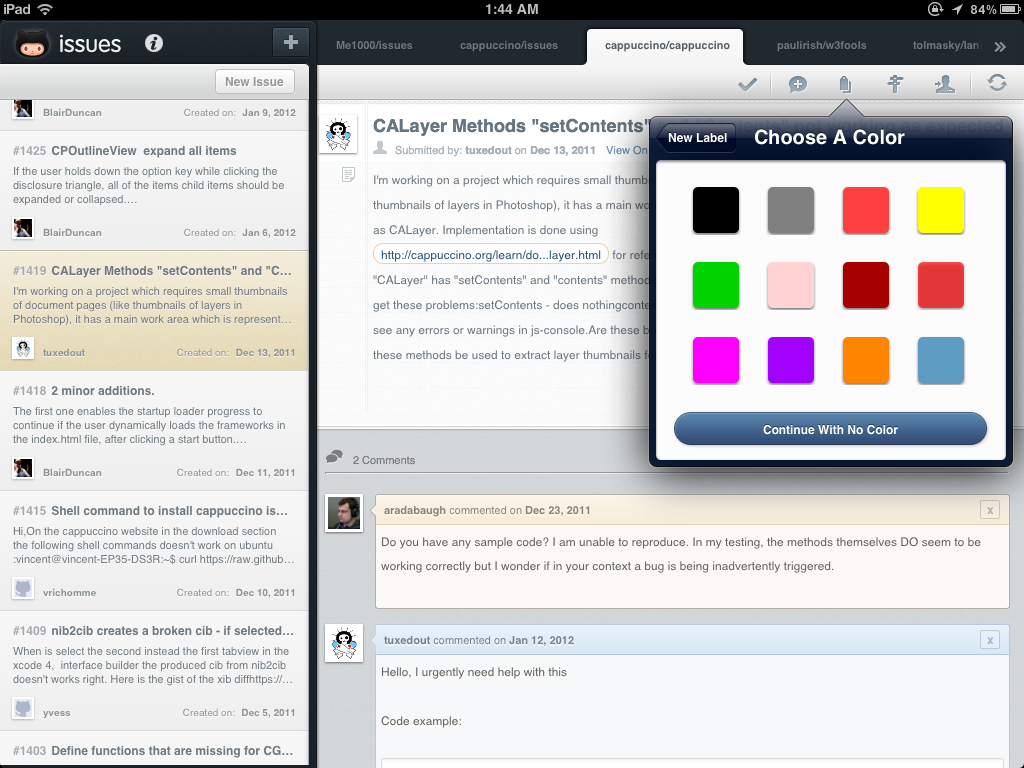 iPad
1:44 AM
84%
issues
New Issue
BlairDuncan
Created on: Jan 9, 2012
#1425 CPOutlineView expand all items
If the user holds down the option key while clicking the
disclosure triangle, all of the items child items should be
expanded or collapsed....
BlairDuncan
Created on: Jan 6, 2012
#1419 CALayer Methods "setContents" and "C...
I'm working on a project which requires small thumbnails
of document pages (like thumbnails of layers in
Photoshop), it has a main work area which is represent...
tuxedout
Created on: Dec 13, 2011
#1418 2 minor additions.
The first one enables the startup loader progress to
continue if the user dynamically loads the frameworks in
the index.html file, after clicking a start button....
BlairDuncan
Created on: Dec 11, 2011
#1415 Shell command to install cappuccino is...
Hi,On the cappuccino website in the download section
the following shell commands doesn't work on ubuntu
:vincent@vincent-EP35-DS3R:~$ curl https://raw.github...
vrichomme
Created on: Dec 10, 2011
#1409 nib2cib creates a broken cib - if selected...
When is select the second instead the first tabview in the
xcode 4, interface builder the produced cib from nib2cib
doesn't works right. Here is the gist of the xib diffhttps://...
yvess
Created on: Dec 5, 2011
#1403 Define functions that are missing for CG...
Me1000/issues
cappuccino/issues
cappuccino/cappuccino
paulirish/w3fools
tolmasky/lan
»
CALayer Methods "setContents"
Submitted by: tuxedout on Dec 13, 2011 View On
I'm working on a project which requires small thumb
thumbnails of layers in Photoshop), it has a main wo
as CALayer. Implementation is done using
http://cappuccino.org/learn/do...layer.html for refe
"CALayer" has "setContents" and "contents" method
get these problems:setContents - does nothingconte
see any errors or warnings in js-console.Are these b
these methods be used to extract layer thumbnails f
New Label
Choose A Color
Continue With No Color
2 Comments
aradabaugh commented on Dec 23, 2011
x
Do you have any sample code? I am unable to reproduce. In my testing, the methods themselves DO seem to
working correctly but I wonder if in your context a bug is being inadvertently triggered.
tuxedout commented on Jan 12, 2012
x
Hello, I urgently need help with this
Code example: